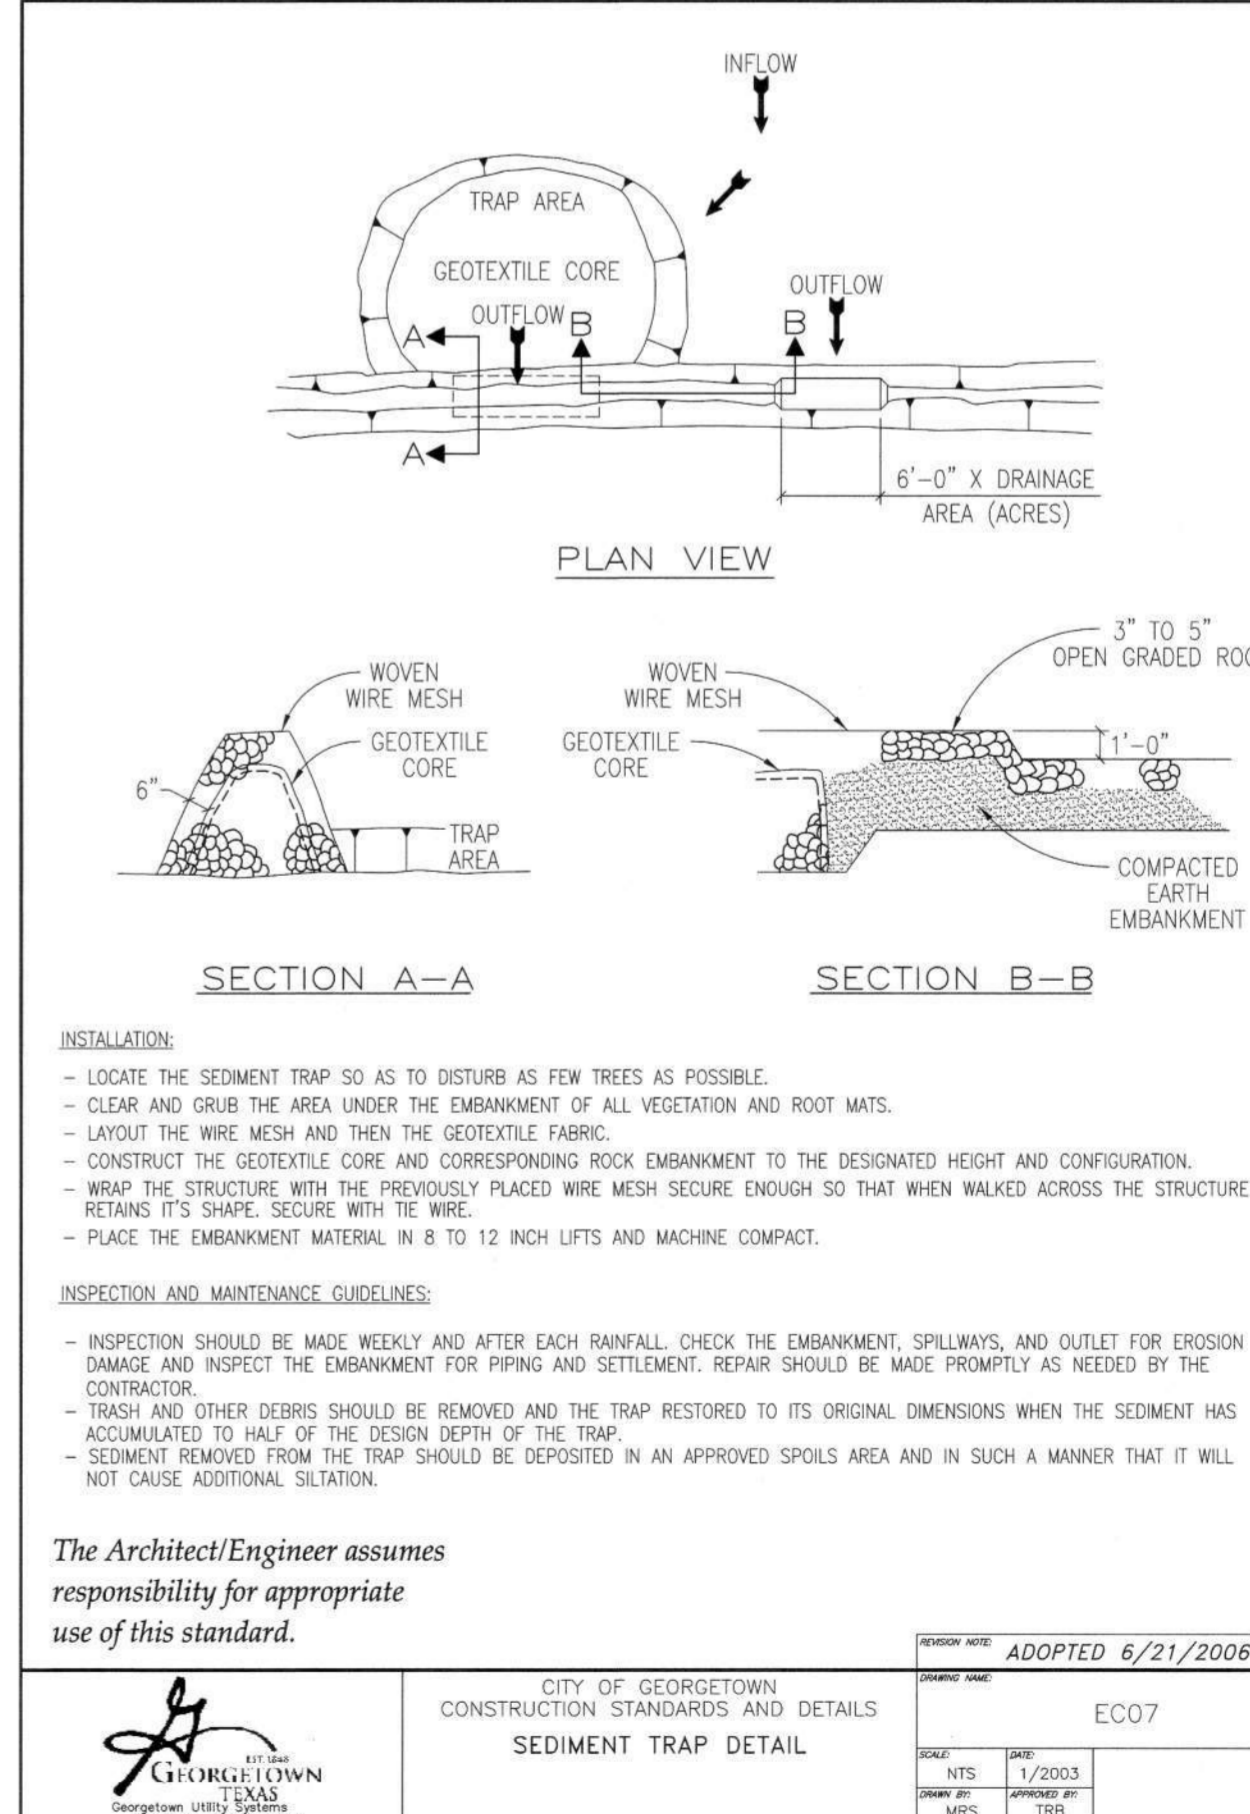 INFLOW
TRAP AREA
GEOTEXTILE CORE
OUTFLOW
OUTFLOW
A
B
B
A
6'-0" X DRAINAGE
AREA (ACRES)
PLAN VIEW
WOVEN
WIRE MESH
GEOTEXTILE
CORE
6"
TRAP
AREA
SECTION A-A
WOVEN
WIRE MESH
GEOTEXTILE
CORE
3" TO 5"
OPEN GRADED
1'-0"
COMPACTED
EARTH
EMBANKMENT
SECTION B-B
INSTALLATION:
- LOCATE THE SEDIMENT TRAP SO AS TO DISTURB AS FEW TREES AS POSSIBLE.
- CLEAR AND GRUB THE AREA UNDER THE EMBANKMENT OF ALL VEGETATION AND ROOT MATS.
- LAYOUT THE WIRE MESH AND THEN THE GEOTEXTILE FABRIC.
- CONSTRUCT THE GEOTEXTILE CORE AND CORRESPONDING ROCK EMBANKMENT TO THE DESIGNATED HEIGHT AND CONFIGURATION.
- WRAP THE STRUCTURE WITH THE PREVIOUSLY PLACED WIRE MESH SECURE ENOUGH SO THAT WHEN WALKED ACROSS THE STRUCTURE
RETAINS IT'S SHAPE. SECURE WITH TIE WIRE.
- PLACE THE EMBANKMENT MATERIAL IN 8 TO 12 INCH LIFTS AND MACHINE COMPACT.
INSPECTION AND MAINTENANCE GUIDELINES:
- INSPECTION SHOULD BE MADE WEEKLY AND AFTER EACH RAINFALL. CHECK THE EMBANKMENT, SPILLWAYS, AND OUTLET FOR EROSION
DAMAGE AND INSPECT THE EMBANKMENT FOR PIPING AND SETTLEMENT. REPAIR SHOULD BE MADE PROMPTLY AS NEEDED BY THE
CONTRACTOR.
- TRASH AND OTHER DEBRIS SHOULD BE REMOVED AND THE TRAP RESTORED TO ITS ORIGINAL DIMENSIONS WHEN THE SEDIMENT HAS
ACCUMULATED TO HALF OF THE DESIGN DEPTH OF THE TRAP.
- SEDIMENT REMOVED FROM THE TRAP SHOULD BE DEPOSITED IN AN APPROVED SPOILS AREA AND IN SUCH A MANNER THAT IT WILL
NOT CAUSE ADDITIONAL SILTATION.
The Architect/Engineer assumes
responsibility for appropriate
use of this standard.
REVISION NOTE:
ADOPTED 6/21/2006
G
EST. 1848
GEORGETOWN
TEXAS
Georgetown Utility Systems
CITY OF GEORGETOWN
CONSTRUCTION STANDARDS AND DETAILS
SEDIMENT TRAP DETAIL
DRAWING NAME:
EC07
SCALE:
NTS
DATE:
1/2003
DRAWN BY:
MRS
APPROVED BY:
TRB